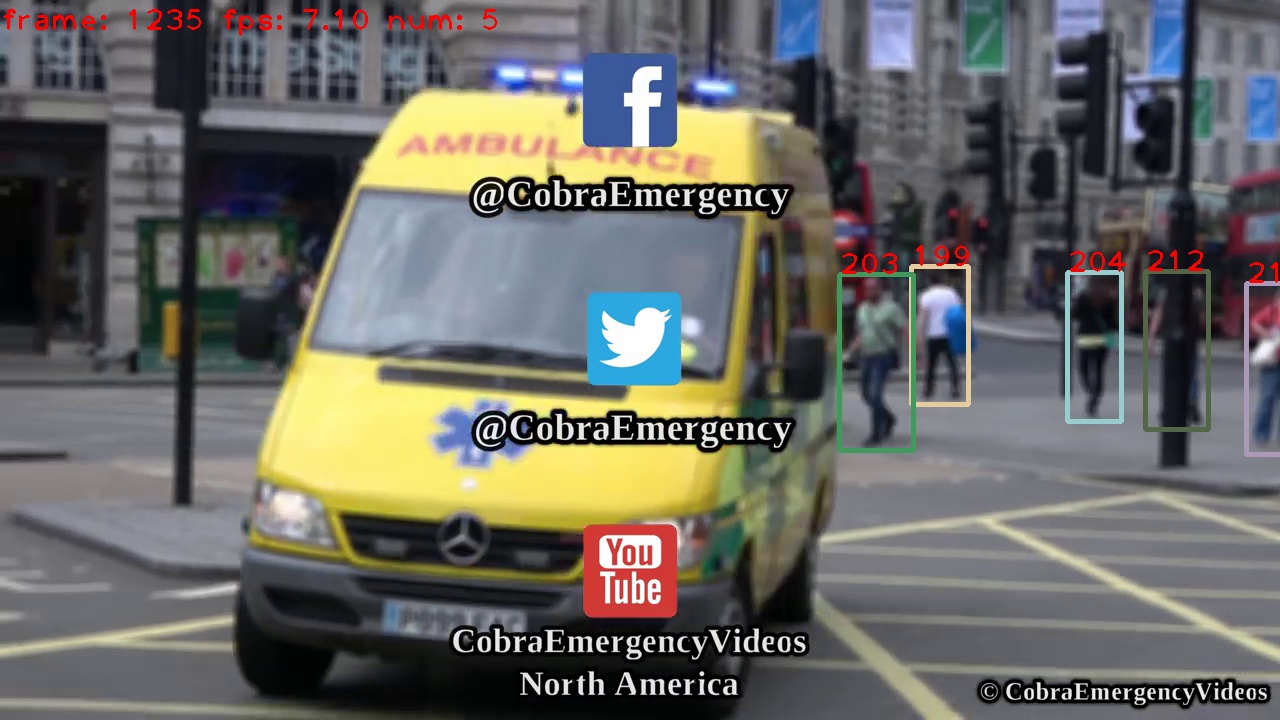 frame: 1235 fps: 7.10 num: 5
AMBULANCE
f
@CobraEmergency
203
199
204
212
21
@CobraEmergency
You
Tube
CobraEmergencyVideos
North America
© CobraEmergencyVideos